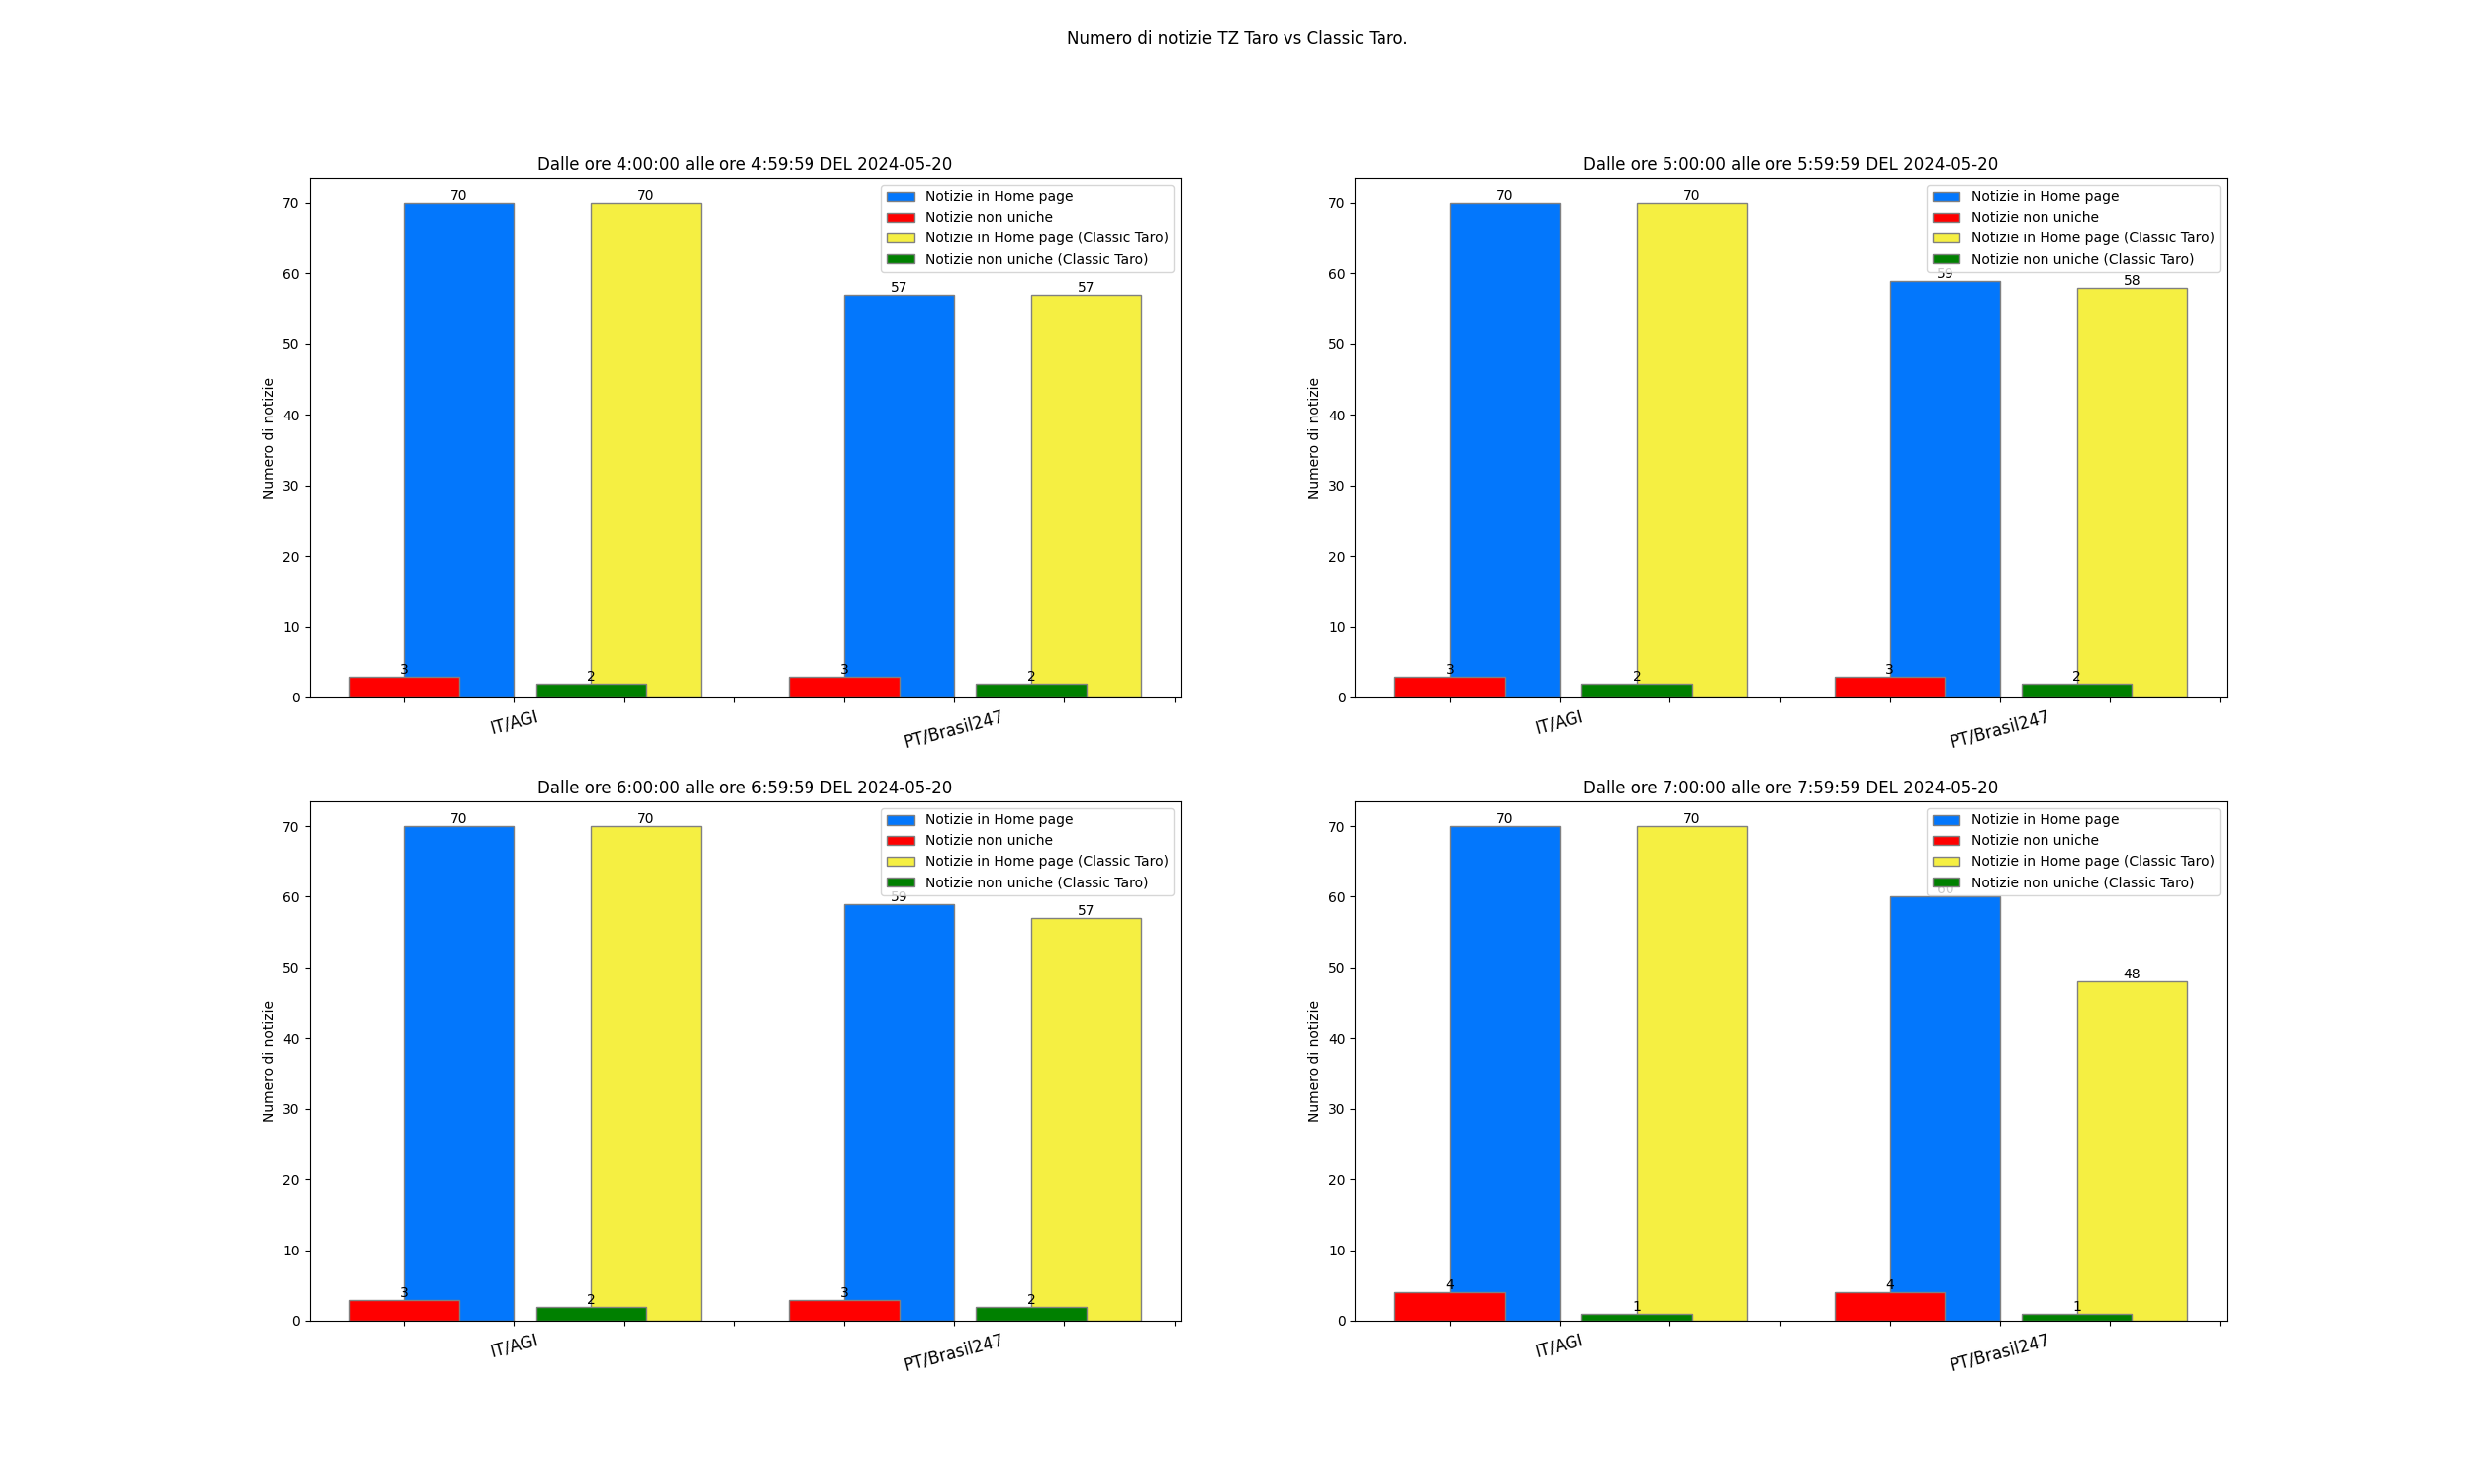 Numero di notizie TZ Taro vs Classic Taro.
Dalle ore 4:00:00 alle ore 4:59:59 DEL 2024-05-20
Numero di notizie
70
60
50
40
30
20
10
0
70
70
57
57
3
2
3
2
Notizie in Home page
Notizie non uniche
Notizie in Home page (Classic Taro)
Notizie non uniche (Classic Taro)
IT/AGI
PT/Brasil247
Dalle ore 5:00:00 alle ore 5:59:59 DEL 2024-05-20
Numero di notizie
70
60
50
40
30
20
10
0
70
70
59
58
3
2
3
2
Notizie in Home page
Notizie non uniche
Notizie in Home page (Classic Taro)
Notizie non uniche (Classic Taro)
IT/AGI
PT/Brasil247
Dalle ore 6:00:00 alle ore 6:59:59 DEL 2024-05-20
Numero di notizie
70
60
50
40
30
20
10
0
70
70
59
57
3
2
3
2
Notizie in Home page
Notizie non uniche
Notizie in Home page (Classic Taro)
Notizie non uniche (Classic Taro)
IT/AGI
PT/Brasil247
Dalle ore 7:00:00 alle ore 7:59:59 DEL 2024-05-20
Numero di notizie
70
60
50
40
30
20
10
0
70
70
60
48
4
1
4
1
Notizie in Home page
Notizie non uniche
Notizie in Home page (Classic Taro)
Notizie non uniche (Classic Taro)
IT/AGI
PT/Brasil247